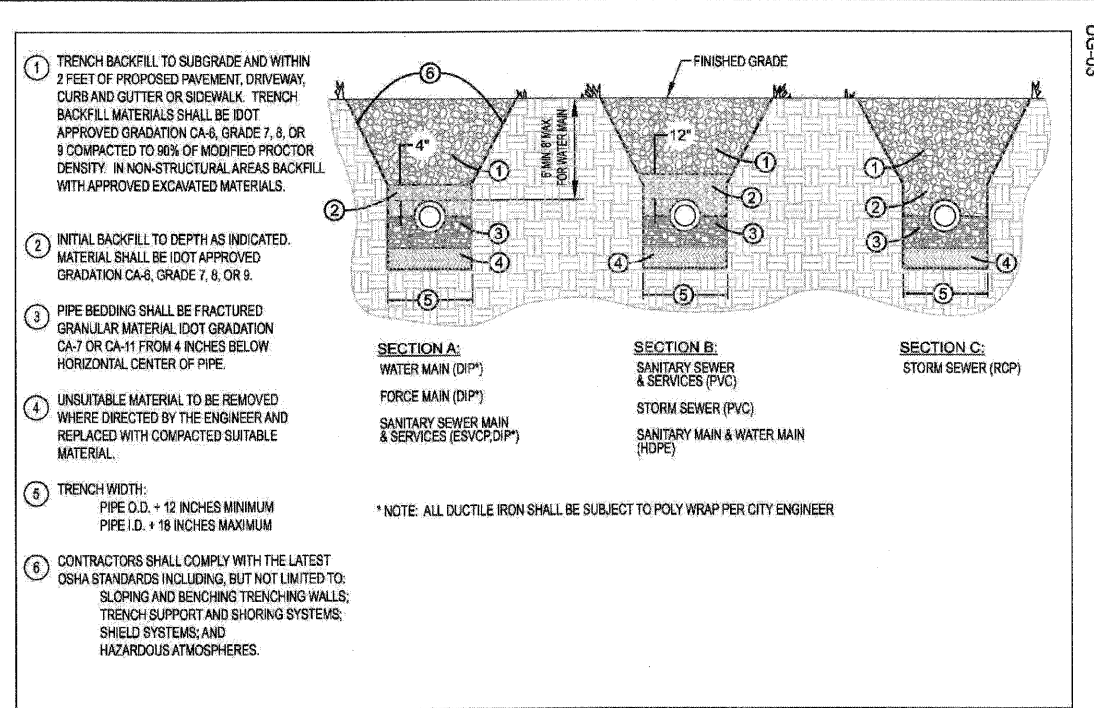 UG-03
① TRENCH BACKFILL TO SUBGRADE AND WITHIN
2 FEET OF PROPOSED PAVEMENT, DRIVEWAY,
CURB AND GUTTER OR SIDEWALK. TRENCH
BACKFILL MATERIALS SHALL BE IDOT
APPROVED GRADATION CA-6, GRADE 7, 8, OR
9 COMPACTED TO 90% OF MODIFIED PROCTOR
DENSITY. IN NON-STRUCTURAL AREAS BACKFILL
WITH APPROVED EXCAVATED MATERIALS.
② INITIAL BACKFILL TO DEPTH AS INDICATED.
MATERIAL SHALL BE IDOT APPROVED
GRADATION CA-6, GRADE 7, 8, OR 9.
③ PIPE BEDDING SHALL BE FRACTURED
GRANULAR MATERIAL IDOT GRADATION
CA-7 OR CA-11 FROM 4 INCHES BELOW
HORIZONTAL CENTER OF PIPE.
④ UNSUITABLE MATERIAL TO BE REMOVED
WHERE DIRECTED BY THE ENGINEER AND
REPLACED WITH COMPACTED SUITABLE
MATERIAL.
⑤ TRENCH WIDTH:
PIPE O.D. + 12 INCHES MINIMUM
PIPE I.D. + 18 INCHES MAXIMUM
⑥ CONTRACTORS SHALL COMPLY WITH THE LATEST
OSHA STANDARDS INCLUDING, BUT NOT LIMITED TO:
SLOPING AND BENCHING TRENCHING WALLS;
TRENCH SUPPORT AND SHORING SYSTEMS;
SHIELD SYSTEMS; AND
HAZARDOUS ATMOSPHERES.
⑥
4"
①
②
③
④
⑤
FINISHED GRADE
MIN. 8' MAX
FOR WATER MAIN
12"
①
②
③
④
⑤
①
②
③
④
⑤
SECTION A:
WATER MAIN (DIP*)
FORCE MAIN (DIP*)
SANITARY SEWER MAIN
& SERVICES (ESVCP,DIP*)
SECTION B:
SANITARY SEWER
& SERVICES (PVC)
STORM SEWER (PVC)
SANITARY MAIN & WATER MAIN
(HDPE)
SECTION C:
STORM SEWER (RCP)
* NOTE: ALL DUCTILE IRON SHALL BE SUBJECT TO POLY WRAP PER CITY ENGINEER